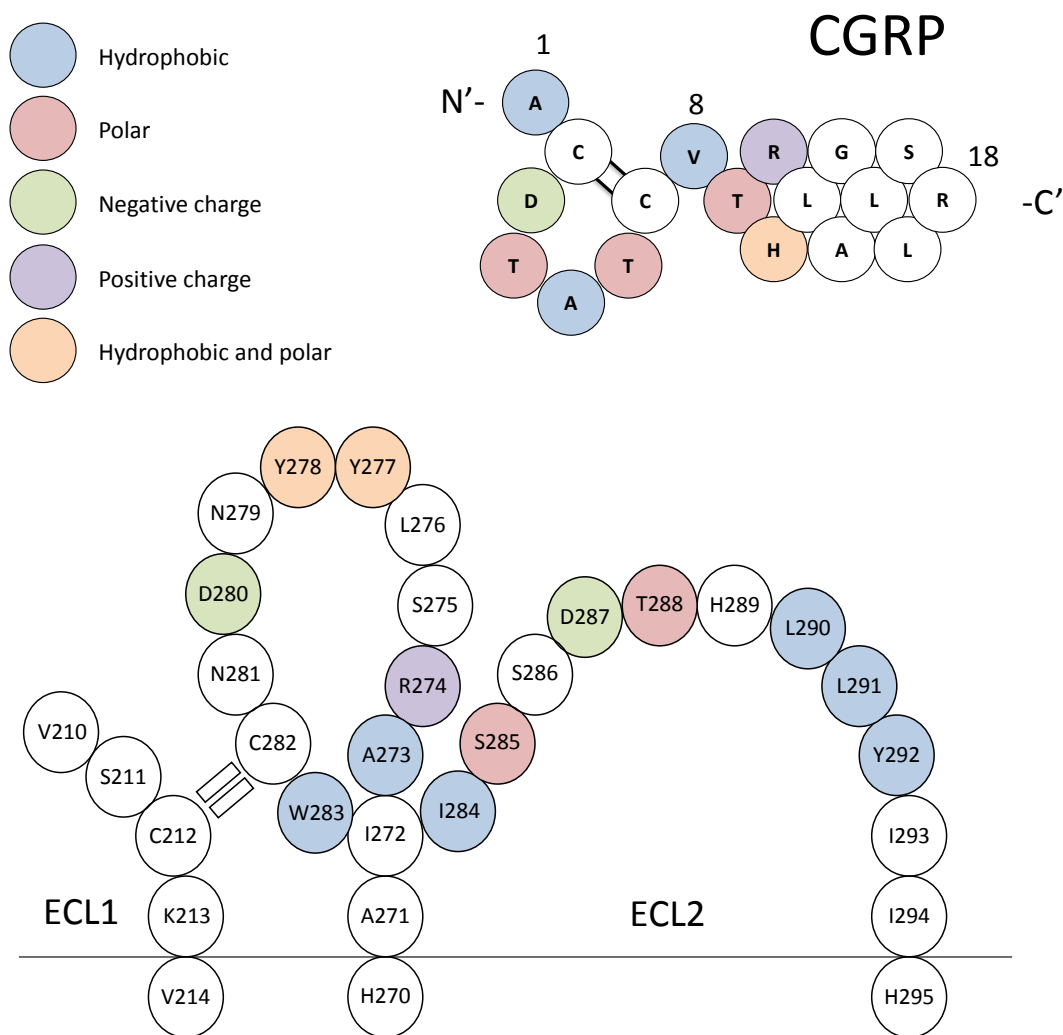 CGRP
Hydrophobic
Polar
Negative charge
Positive charge
Hydrophobic and polar
1
N'-
A
C
D
T
A
T
C
8
V
T
R
H
L
G
A
L
S
L
R
18
-C'
V210
S211
C212
K213
V214
ECL1
H270
A271
I272
A273
R274
S275
L276
Y277
Y278
N279
D280
N281
C282
W283
I284
S285
S286
D287
T288
H289
L290
L291
Y292
I293
I294
H295
ECL2